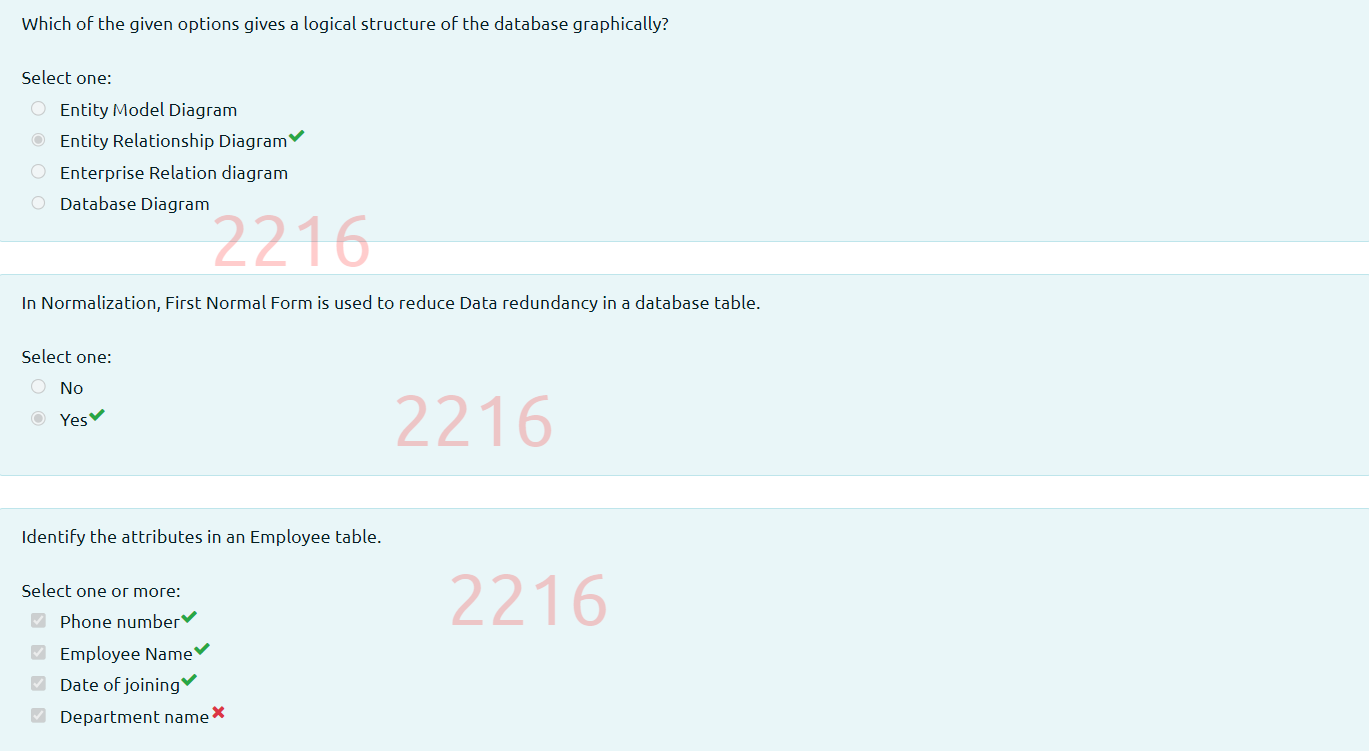 Which of the given options gives a logical structure of the database graphically?
Select one:
Entity Model Diagram
Entity Relationship Diagram
Enterprise Relation diagram
Database Diagram
2216
In Normalization, First Normal Form is used to reduce Data redundancy in a database table.
Select one:
No
Yes
2216
Identify the attributes in an Employee table.
Select one or more:
2216
Phone number
Employee Name
Date of joining
Department name